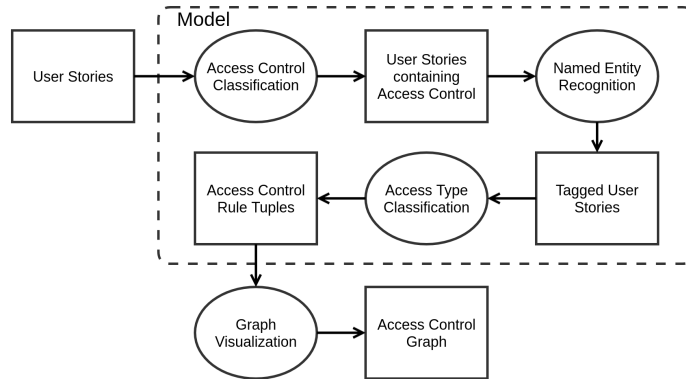 Model
User Stories
Access Control
Classification
User Stories
containing
Access Control
Named Entity
Recognition
Access Control
Rule Tuples
Access Type
Classification
Tagged User
Stories
Graph
Visualization
Access Control
Graph